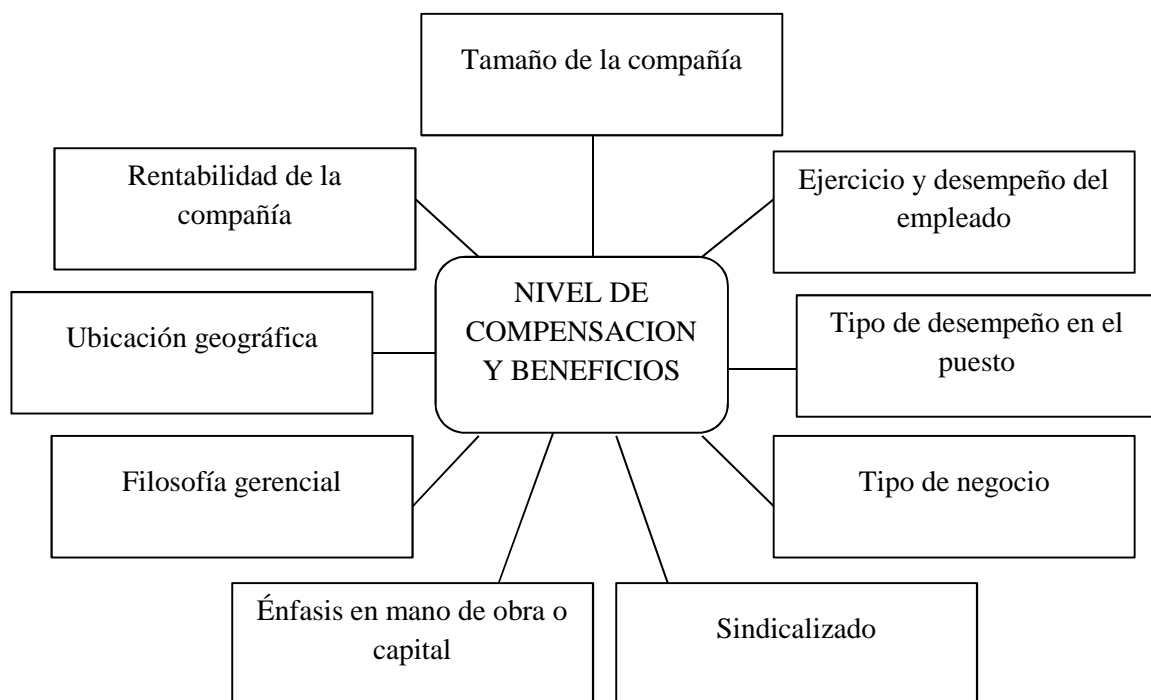 Tamaño de la compañía
Rentabilidad de la
compañía
Ejercicio y desempeño del
empleado
NIVEL DE
COMPENSACION
Y BENEFICIOS
Ubicación geográfica
Tipo de desempeño en el
puesto
Filosofía gerencial
Tipo de negocio
Énfasis en mano de obra o
capital
Sindicalizado